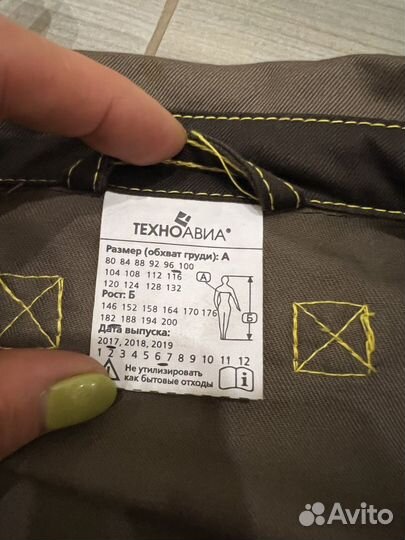 ТЕХНОАВИА®
Размер (обхват груди): А
80 84 88 92 96 100
104 108 112 116
120 124 128 132
Рост: Б
146 152 158 164 170 176
182 188 194 200
Дата выпуска:
2017, 2018, 2019
1 2 3 4 5 6 7 8 9 10 11 12
Не утилизировать
как бытовые отходы
А
Б
Avito